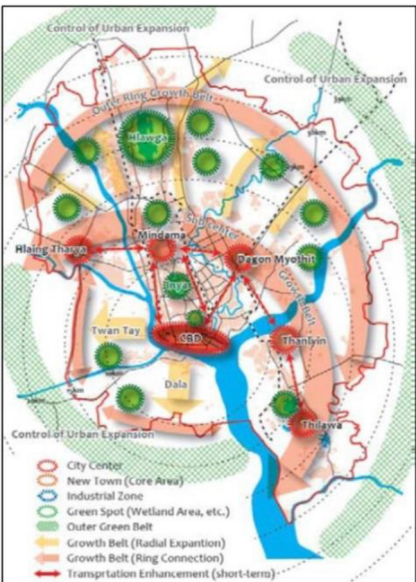 Control of Urban Expansion
Control of Urban Expansion
Outer Ring Growth Belt
Hlawga
Mindama
Sub Center
Hlaing Tharya
Dagon Myothit
Inya
Growth Belt
Twan Tay
CBD
Thanlyin
Dala
Thilawa
Control of Urban Expansion
City Center
New Town (Core Area)
Industrial Zone
Green Spot (Wetland Area, etc.)
Outer Green Belt
Growth Belt (Radial Expantion)
Growth Belt (Ring Connection)
Transprtation Enhancement (short-term)